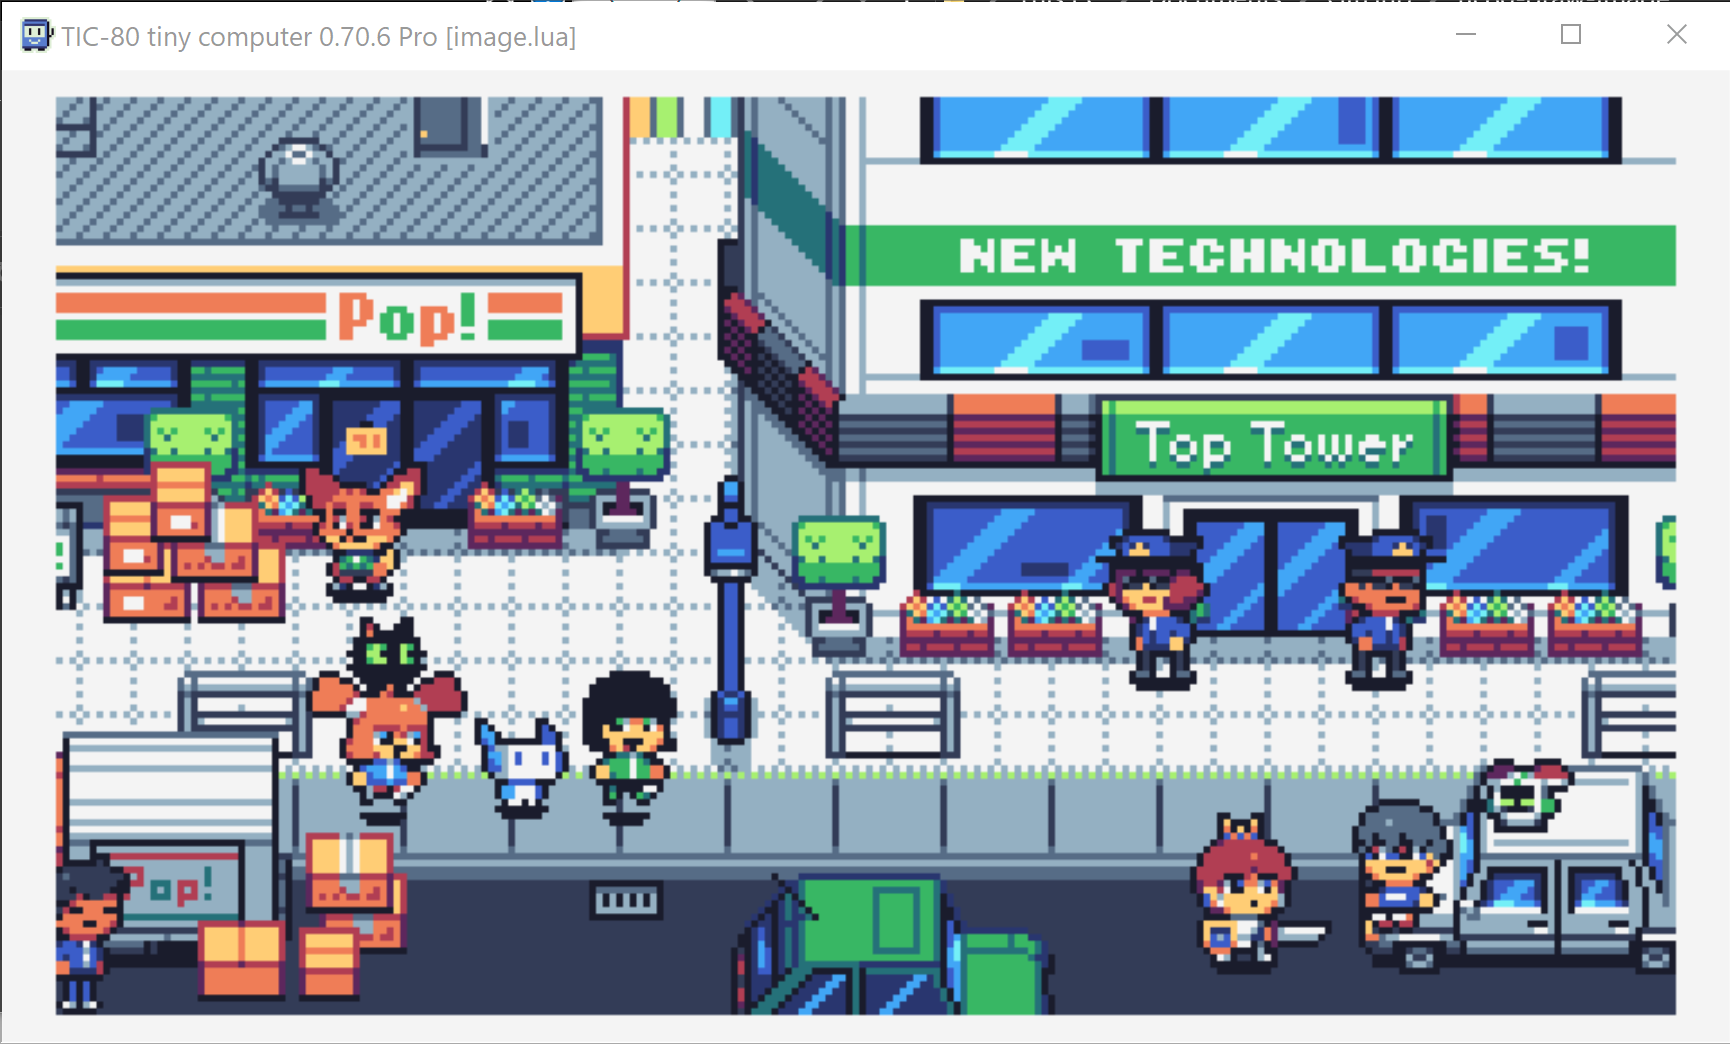 TIC-80 tiny computer 0.70.6 Pro [image.lua]
NEW TECHNOLOGIES!
Pop!
Top Tower
Pop!